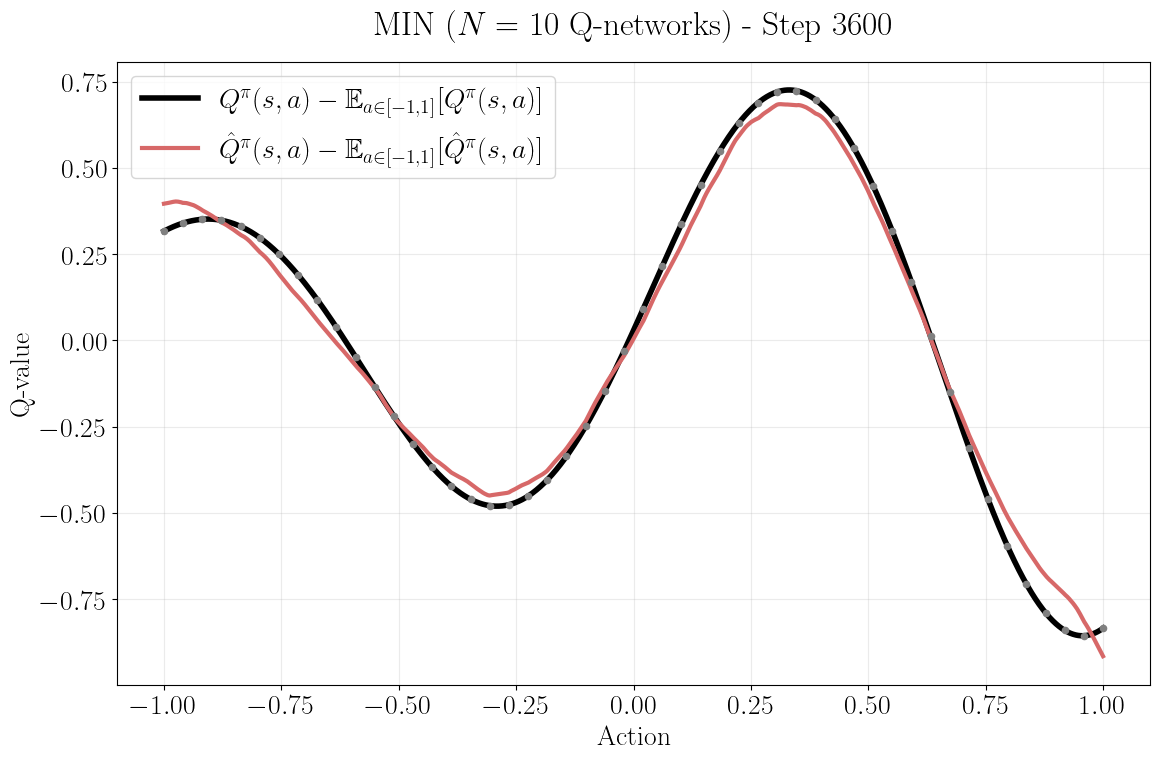 MIN (N = 10 Q-networks) - Step 3600
Q^π(s, a) − 𝔼_{a∈[−1,1]}[Q^π(s, a)]
Q̂^π(s, a) − 𝔼_{a∈[−1,1]}[Q̂^π(s, a)]
0.75
0.50
0.25
0.00
−0.25
−0.50
−0.75
Q-value
−1.00 −0.75 −0.50 −0.25 0.00 0.25 0.50 0.75 1.00
Action